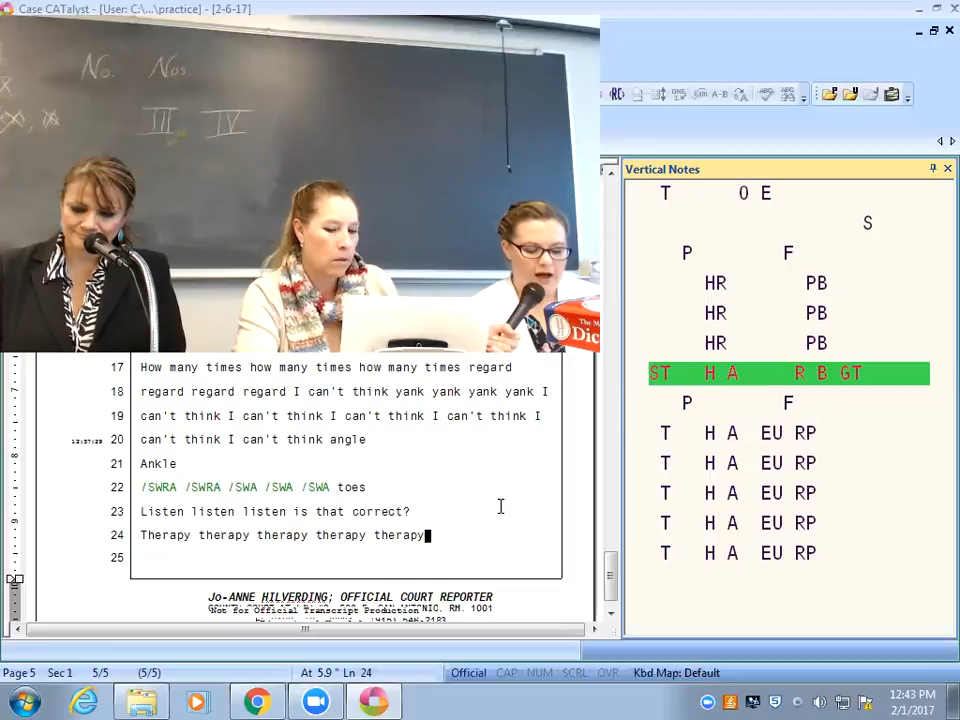 Case CATalyst - [User: C:\...\practice] - [2-6-17]
No. Nos.
III IV
Dic
Vertical Notes
T O E
S
P F
HR PB
HR PB
HR PB
ST H A R B GT
P F
T H A EU RP
T H A EU RP
T H A EU RP
T H A EU RP
T H A EU RP
17 How many times how many times how many times regard
18 regard regard regard I can't think yank yank yank yank I
19 can't think I can't think I can't think I can't think I
12:37:29 20 can't think I can't think angle
21 Ankle
22 /SWRA /SWRA /SWA /SWA /SWA toes
23 Listen listen listen is that correct?
24 Therapy therapy therapy therapy therapy
25
Jo-ANNE HILVERDING; OFFICIAL COURT REPORTER
Not for Official Transcript Production
Page 5 Sec 1 5/5 (5/5) At 5.9 " Ln 24 Official CAP NUM SCRL OVR Kbd Map: Default
12:43 PM
2/1/2017